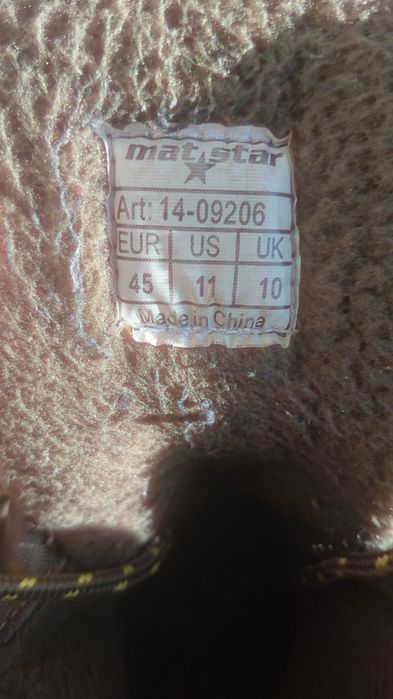 mat star
Art: 14-09206
EUR US UK
45 11 10
Made in China